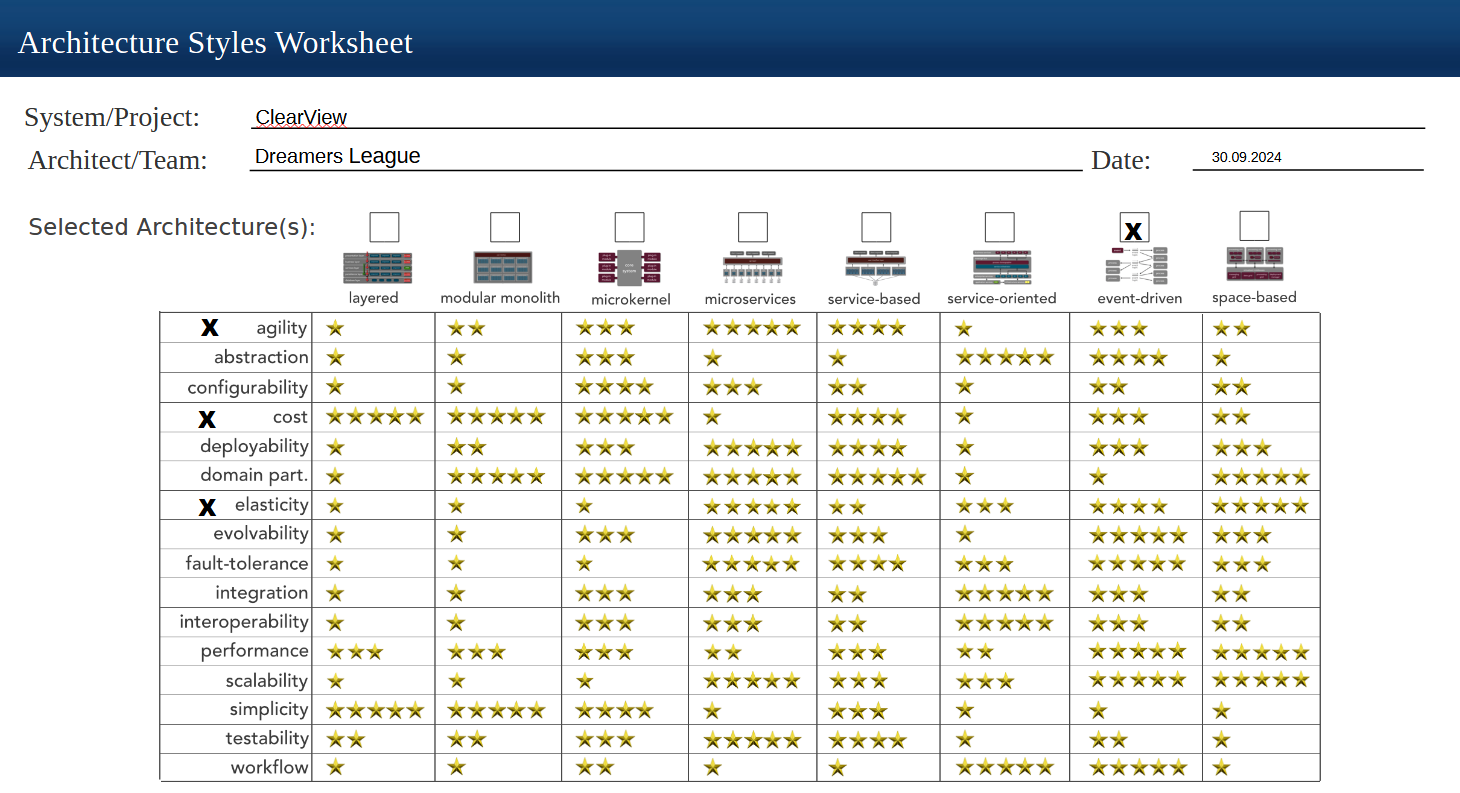 Architecture Styles Worksheet
System/Project: ClearView
Architect/Team: Dreamers League Date: 30.09.2024
Selected Architecture(s): X
layered modular monolith microkernel microservices service-based service-oriented event-driven space-based
X agility
abstraction
configurability
X cost
deployability
domain part.
X elasticity
evolvability
fault-tolerance
integration
interoperability
performance
scalability
simplicity
testability
workflow